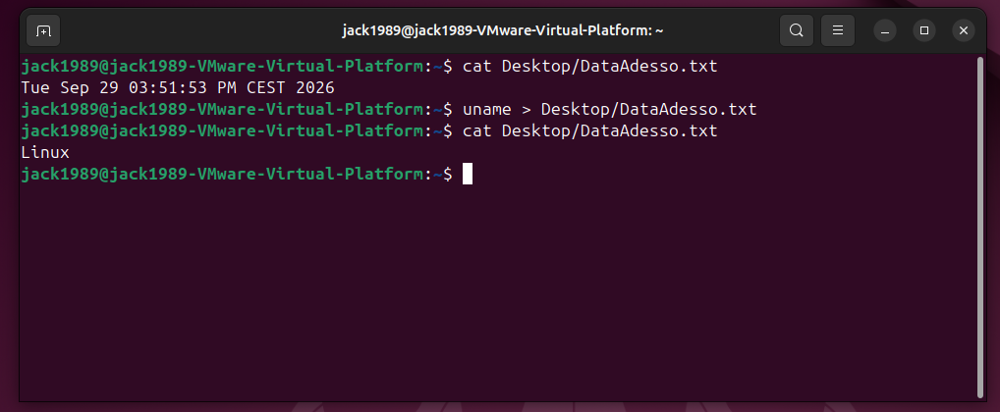 jack1989@jack1989-VMware-Virtual-Platform: ~
jack1989@jack1989-VMware-Virtual-Platform:~$ cat Desktop/DataAdesso.txt
Tue Sep 29 03:51:53 PM CEST 2026
jack1989@jack1989-VMware-Virtual-Platform:~$ uname > Desktop/DataAdesso.txt
jack1989@jack1989-VMware-Virtual-Platform:~$ cat Desktop/DataAdesso.txt
Linux
jack1989@jack1989-VMware-Virtual-Platform:~$